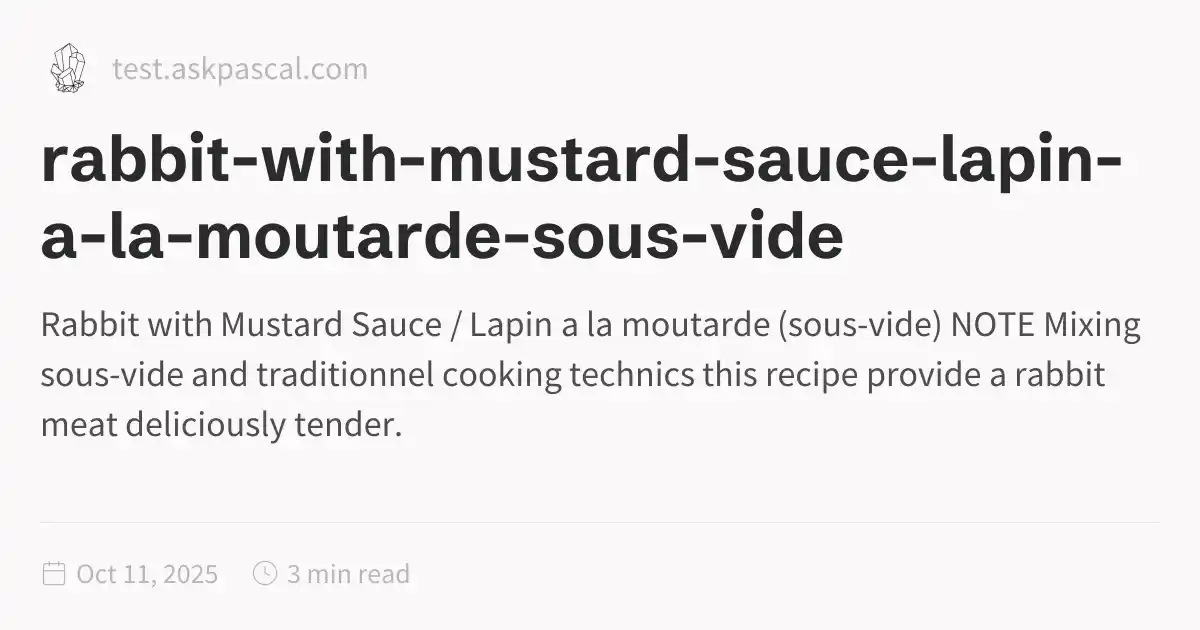 test.askpascal.com
rabbit-with-mustard-sauce-lapin-
a-la-moutarde-sous-vide
Rabbit with Mustard Sauce / Lapin a la moutarde (sous-vide) NOTE Mixing
sous-vide and traditionnel cooking technics this recipe provide a rabbit
meat deliciously tender.
Oct 11, 2025 3 min read